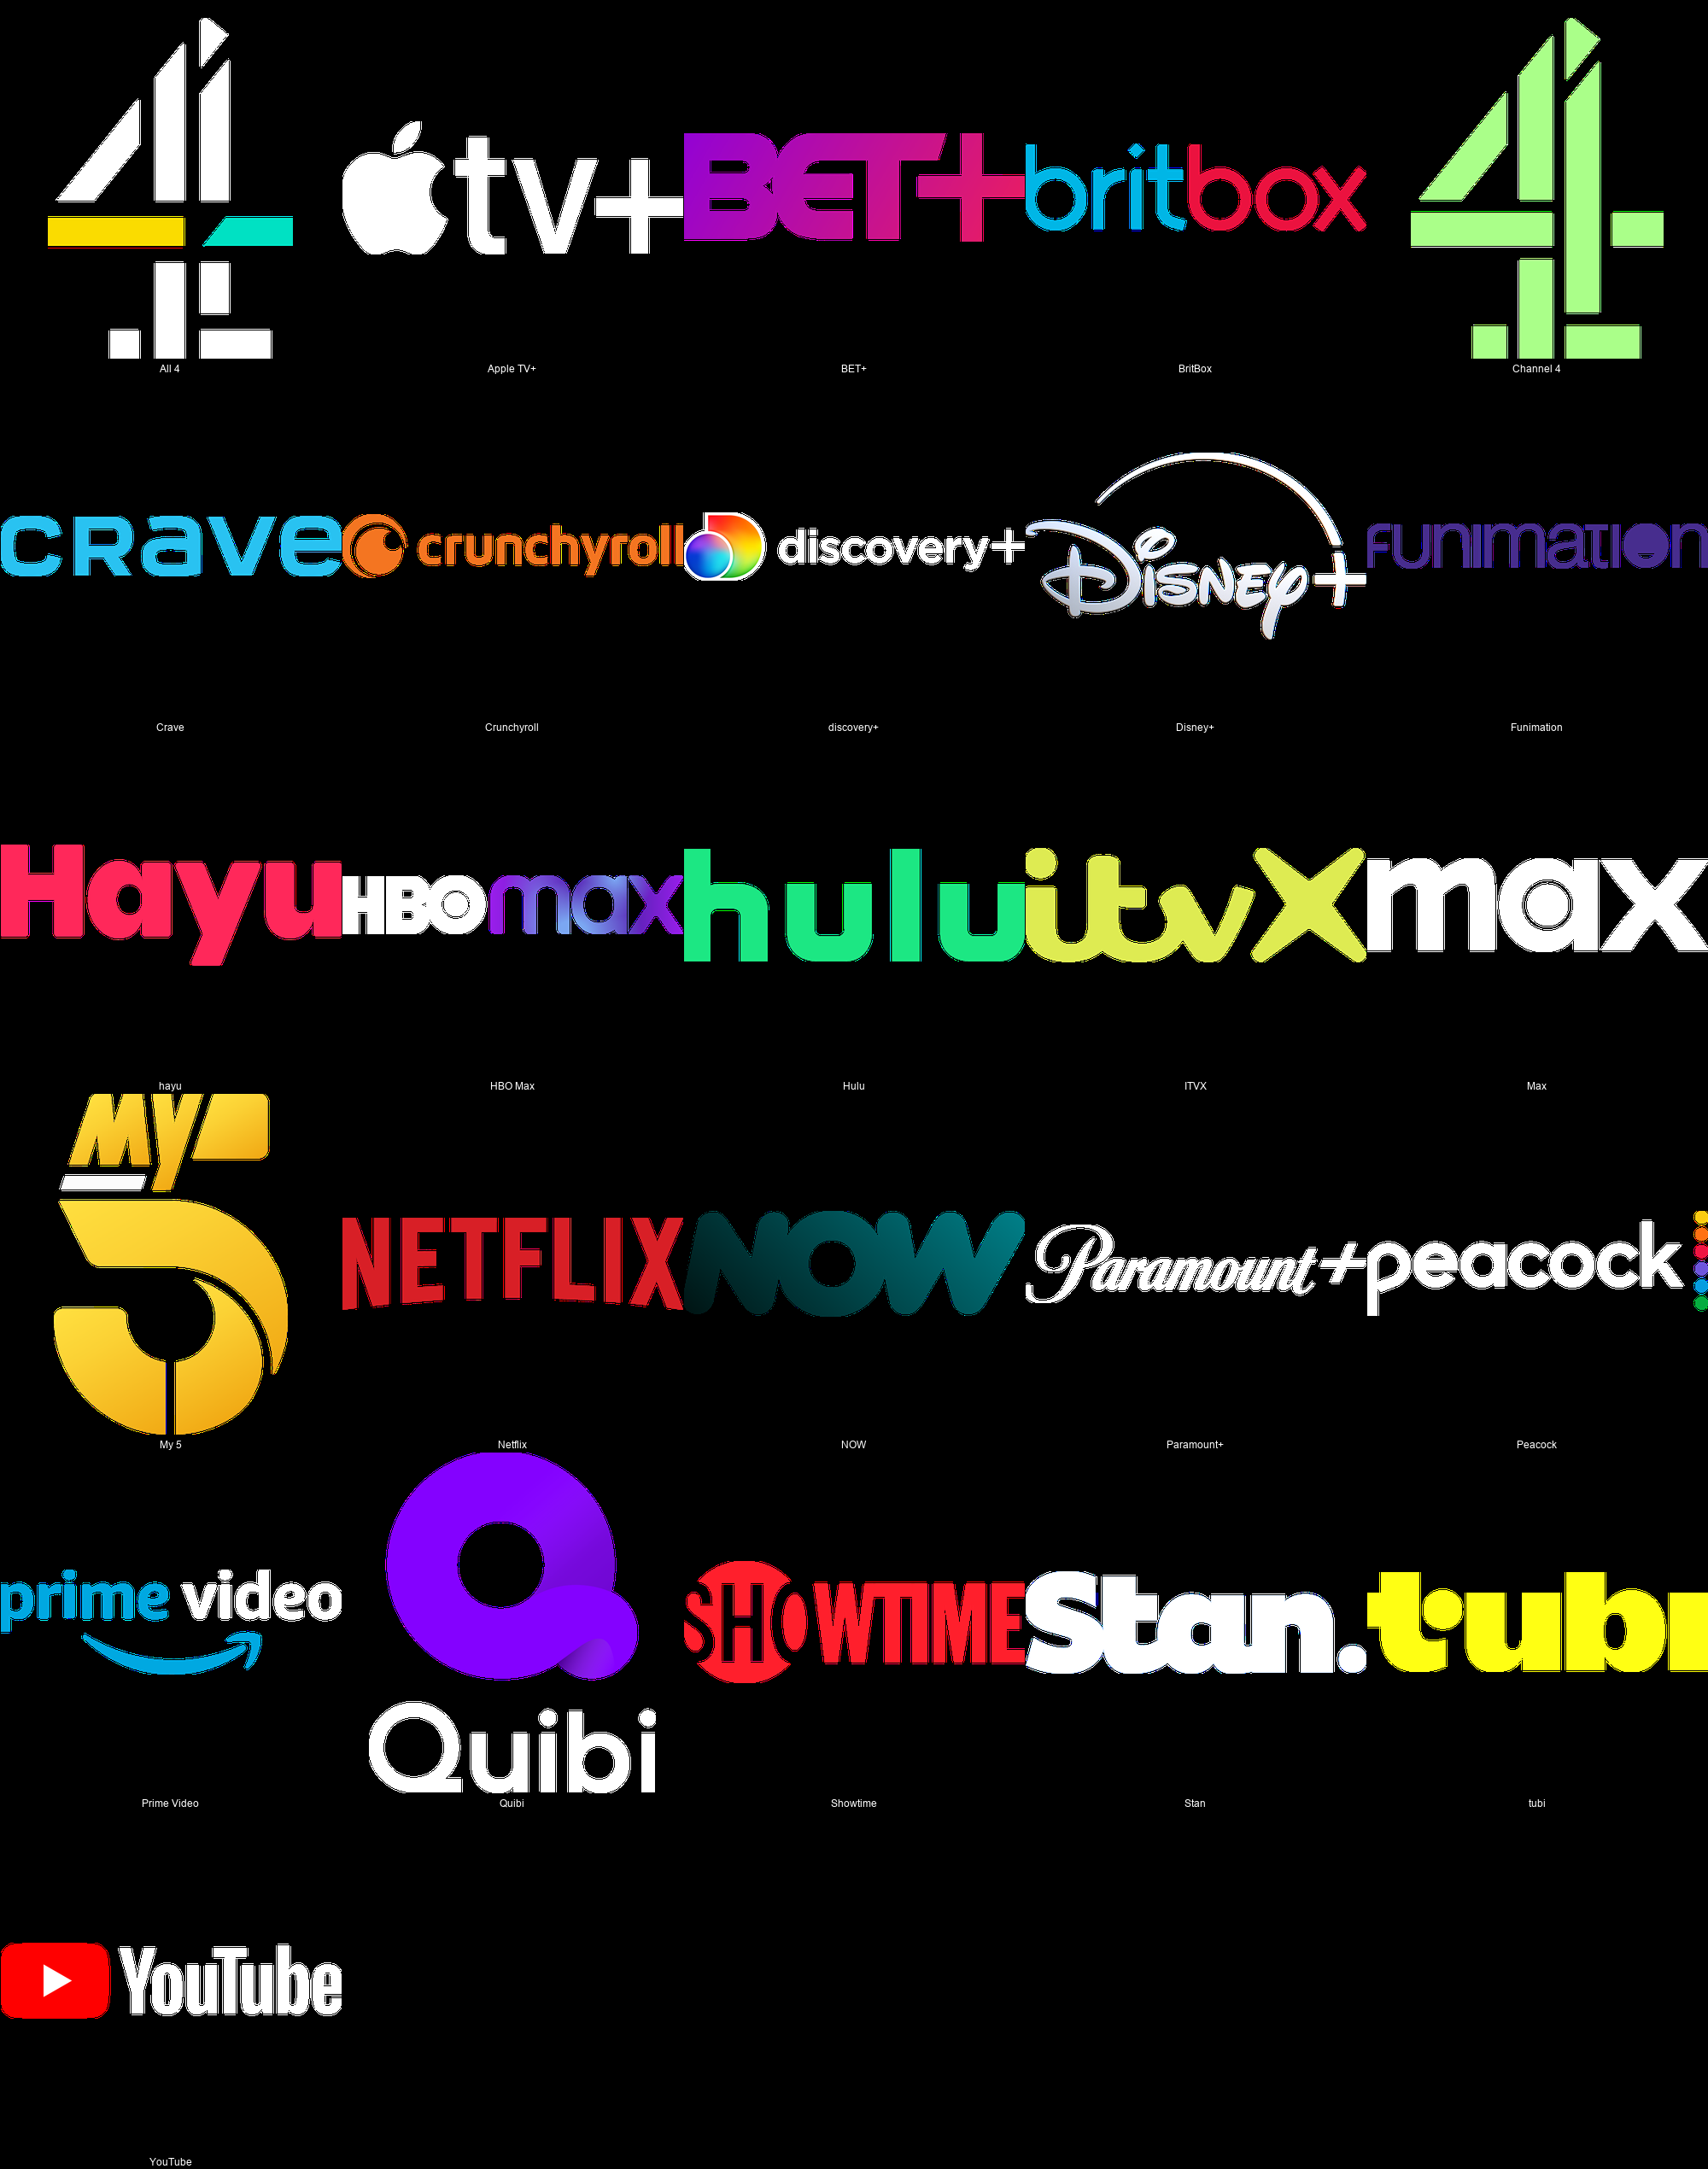 tv+ BET+ britbox
All 4 Apple TV+ BET+ BritBox Channel 4
CRAVE crunchyroll discovery+ Disney+ Funimation
Crave Crunchyroll discovery+ Disney+ Funimation
Hayu HBO max hulu itvX max
hayu HBO Max Hulu ITVX Max
My 5 NETFLIX NOW Paramount+ peacock
My 5 Netflix NOW Paramount+ Peacock
prime video Quibi SHOWTIME Stan. tubi
Prime Video Quibi Showtime Stan tubi
YouTube
YouTube